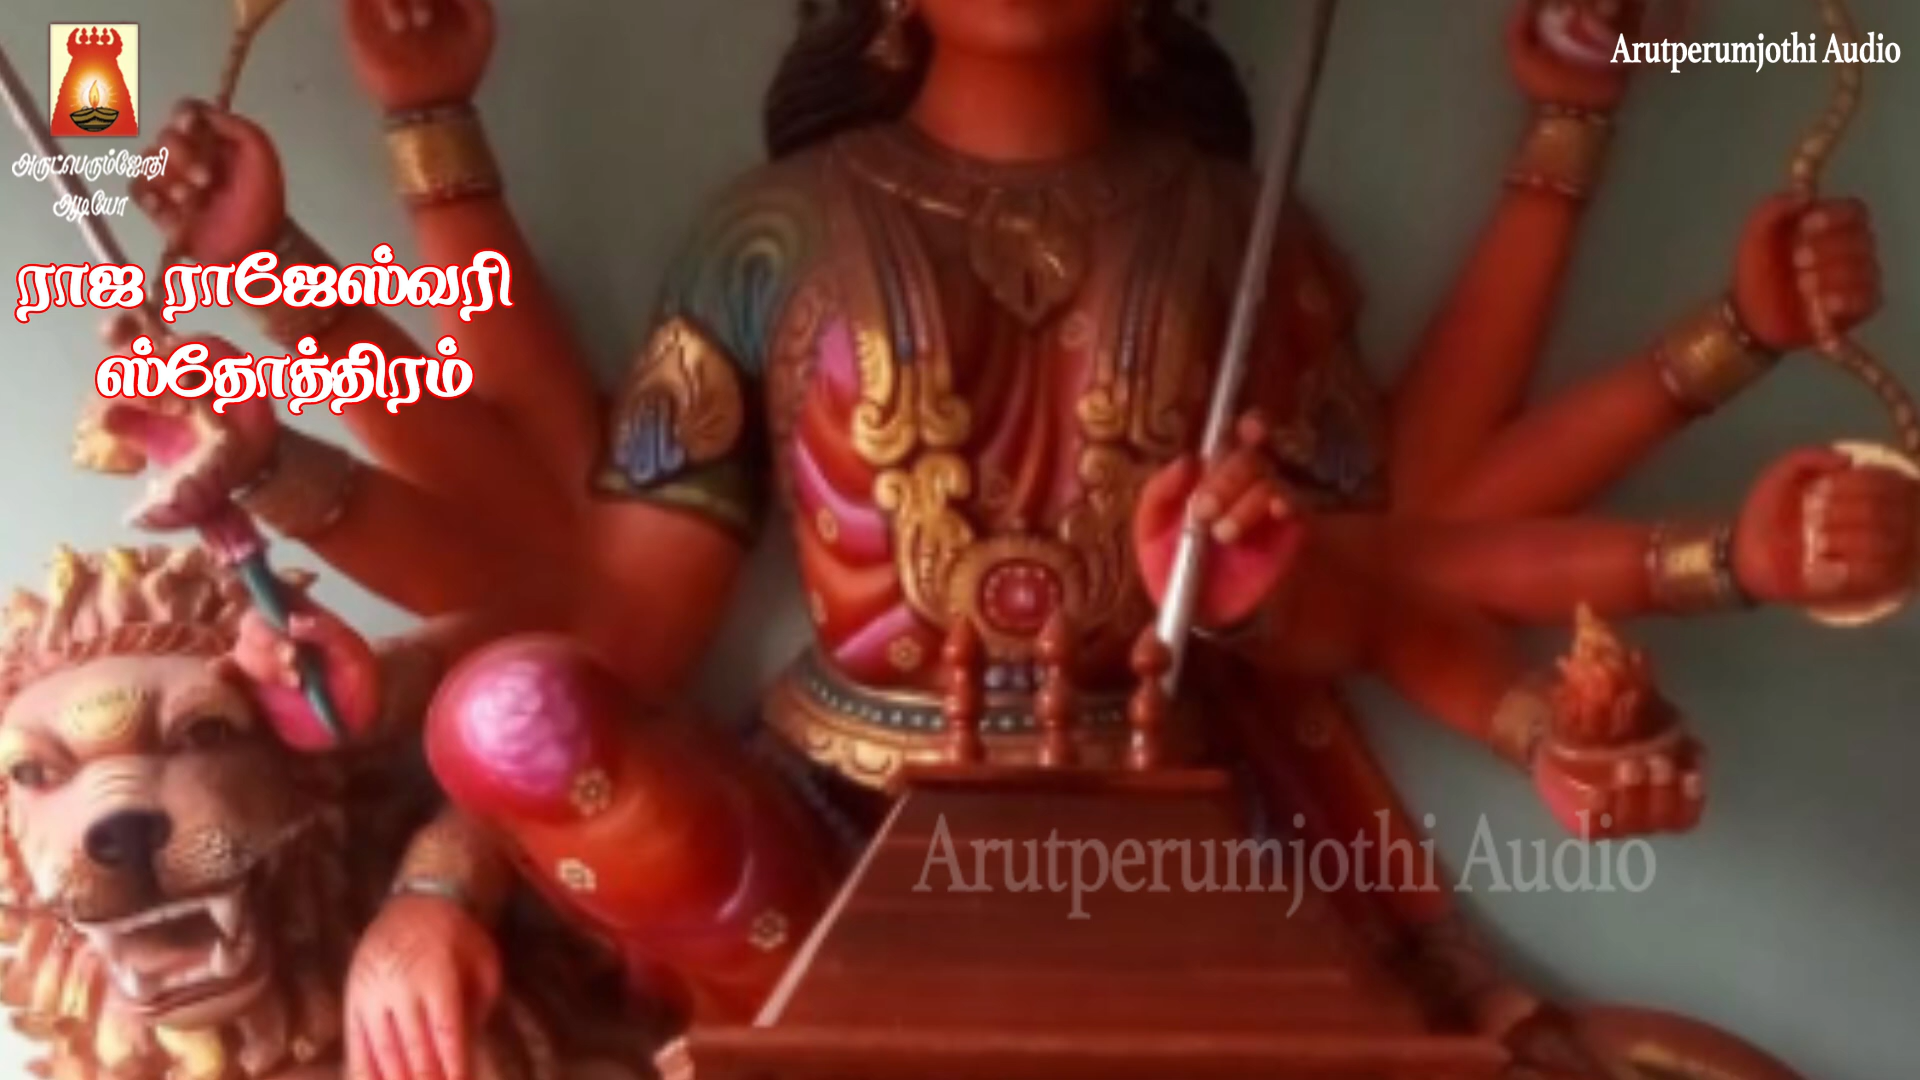 Arutperumjothi Audio
அருட்பெரும்ஜோதி
ஆடியோ
ராஜ ராஜேஸ்வரி
ஸ்தோத்திரம்
Arutperumjothi Audio